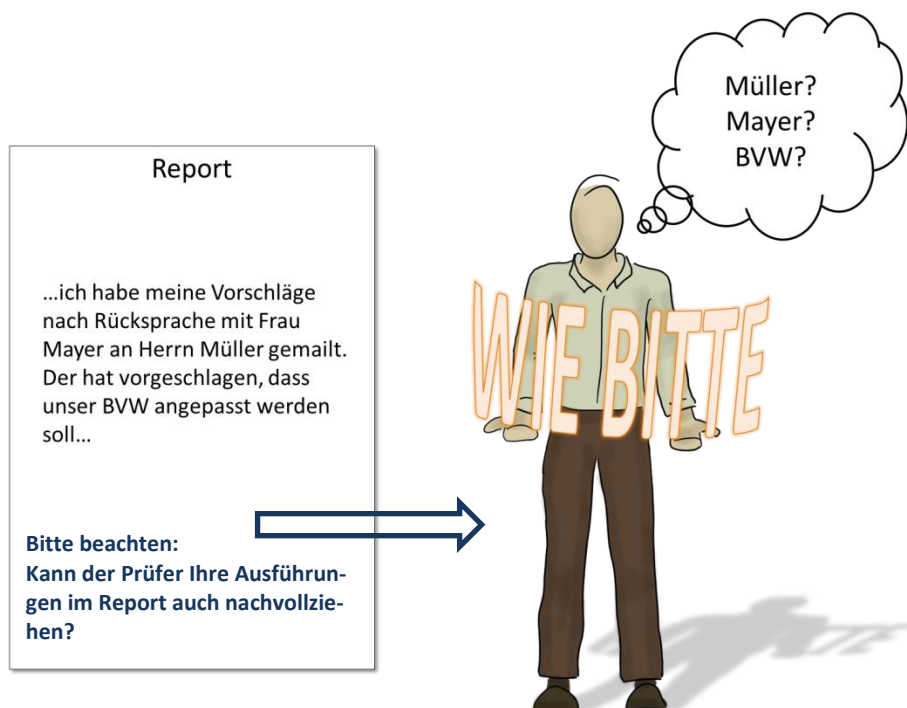 Report
...ich habe meine Vorschläge
nach Rücksprache mit Frau
Mayer an Herrn Müller gemailt.
Der hat vorgeschlagen, dass
unser BVW angepasst werden
soll...
Bitte beachten:
Kann der Prüfer Ihre Ausführun-
gen im Report auch nachvollzie-
hen?
Müller?
Mayer?
BVW?
WIE BITTE